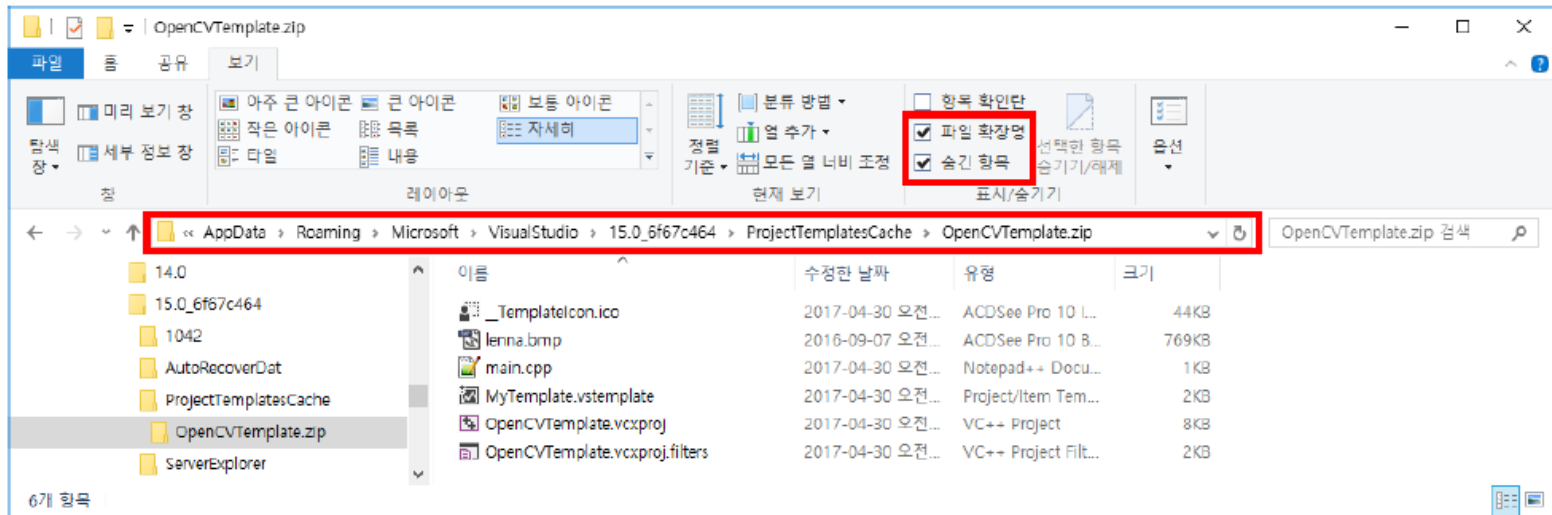 OpenCVTemplate.zip
파일 홈 공유 보기
미리 보기 창 아주 큰 아이콘 큰 아이콘 보통 아이콘 분류 방법 항목 확인란
작은 아이콘 목록 자세히 열 추가 파일 확장명
탐색 창 세부 정보 창 타일 내용 정렬 기준 모든 열 너비 조정 숨긴 항목 선택한 항목 숨기기/해제 옵션
창 레이아웃 현재 보기 표시/숨기기
« AppData › Roaming › Microsoft › VisualStudio › 15.0_6f67c464 › ProjectTemplatesCache › OpenCVTemplate.zip OpenCVTemplate.zip 검색
14.0
15.0_6f67c464
1042
AutoRecoverDat
ProjectTemplatesCache
OpenCVTemplate.zip
ServerExplorer
이름 수정한 날짜 유형 크기
__TemplateIcon.ico 2017-04-30 오전... ACDSee Pro 10 I... 44KB
lenna.bmp 2016-09-07 오전... ACDSee Pro 10 B... 769KB
main.cpp 2017-04-30 오전... Notepad++ Docu... 1KB
MyTemplate.vstemplate 2017-04-30 오전... Project/Item Tem... 2KB
OpenCVTemplate.vcxproj 2017-04-30 오전... VC++ Project 8KB
OpenCVTemplate.vcxproj.filters 2017-04-30 오전... VC++ Project Filt... 2KB
6개 항목